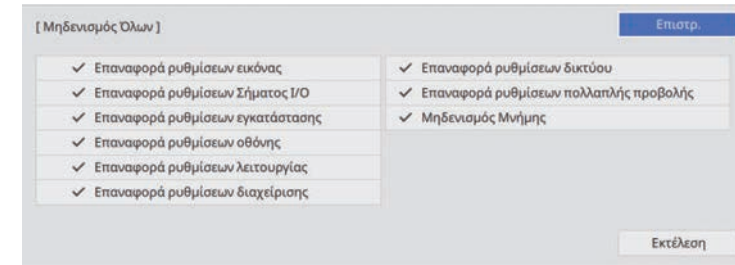 [ Μηδενισμός Όλων ]
Επιστρ.
Επαναφορά ρυθμίσεων εικόνας
Επαναφορά ρυθμίσεων Σήματος I/O
Επαναφορά ρυθμίσεων εγκατάστασης
Επαναφορά ρυθμίσεων οθόνης
Επαναφορά ρυθμίσεων λειτουργίας
Επαναφορά ρυθμίσεων διαχείρισης
Επαναφορά ρυθμίσεων δικτύου
Επαναφορά ρυθμίσεων πολλαπλής προβολής
Μηδενισμός Μνήμης
Εκτέλεση